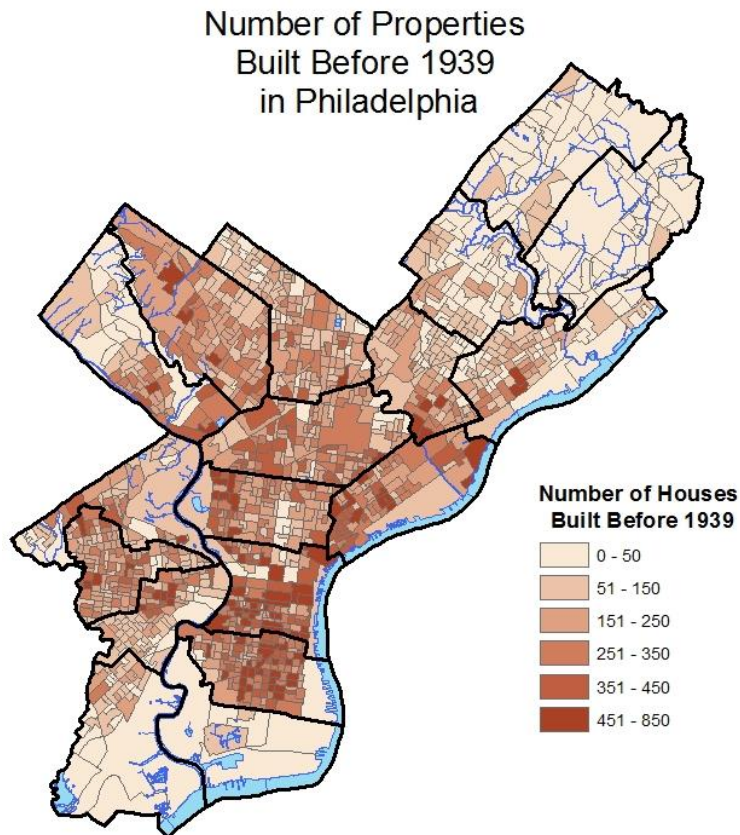 Number of Properties
Built Before 1939
in Philadelphia
Number of Houses
Built Before 1939
0 - 50
51 - 150
151 - 250
251 - 350
351 - 450
451 - 850